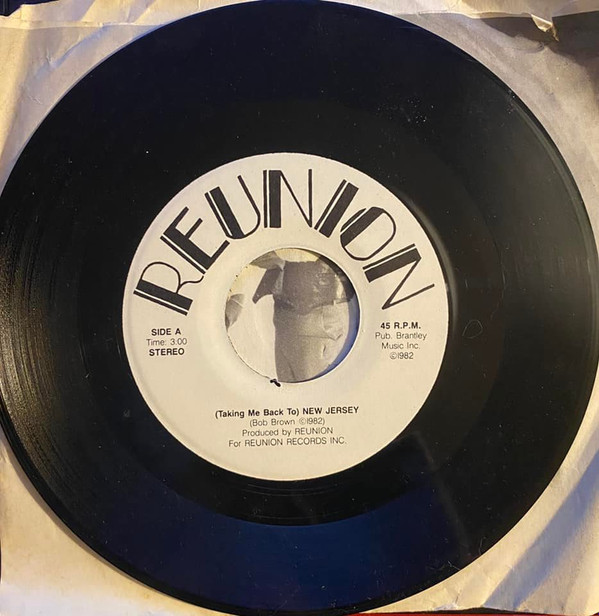 REUNION
SIDE A
Time: 3:00
STEREO
45 R.P.M.
Pub. Brantley
Music Inc.
©1982
(Taking Me Back To) NEW JERSEY
(Bob Brown ©1982)
Produced by REUNION
For REUNION RECORDS INC.